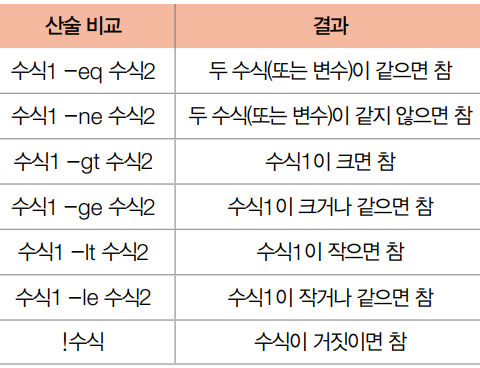 산술 비교 결과
수식1 -eq 수식2 두 수식(또는 변수)이 같으면 참
수식1 -ne 수식2 두 수식(또는 변수)이 같지 않으면 참
수식1 -gt 수식2 수식1이 크면 참
수식1 -ge 수식2 수식1이 크거나 같으면 참
수식1 -lt 수식2 수식1이 작으면 참
수식1 -le 수식2 수식1이 작거나 같으면 참
!수식 수식이 거짓이면 참